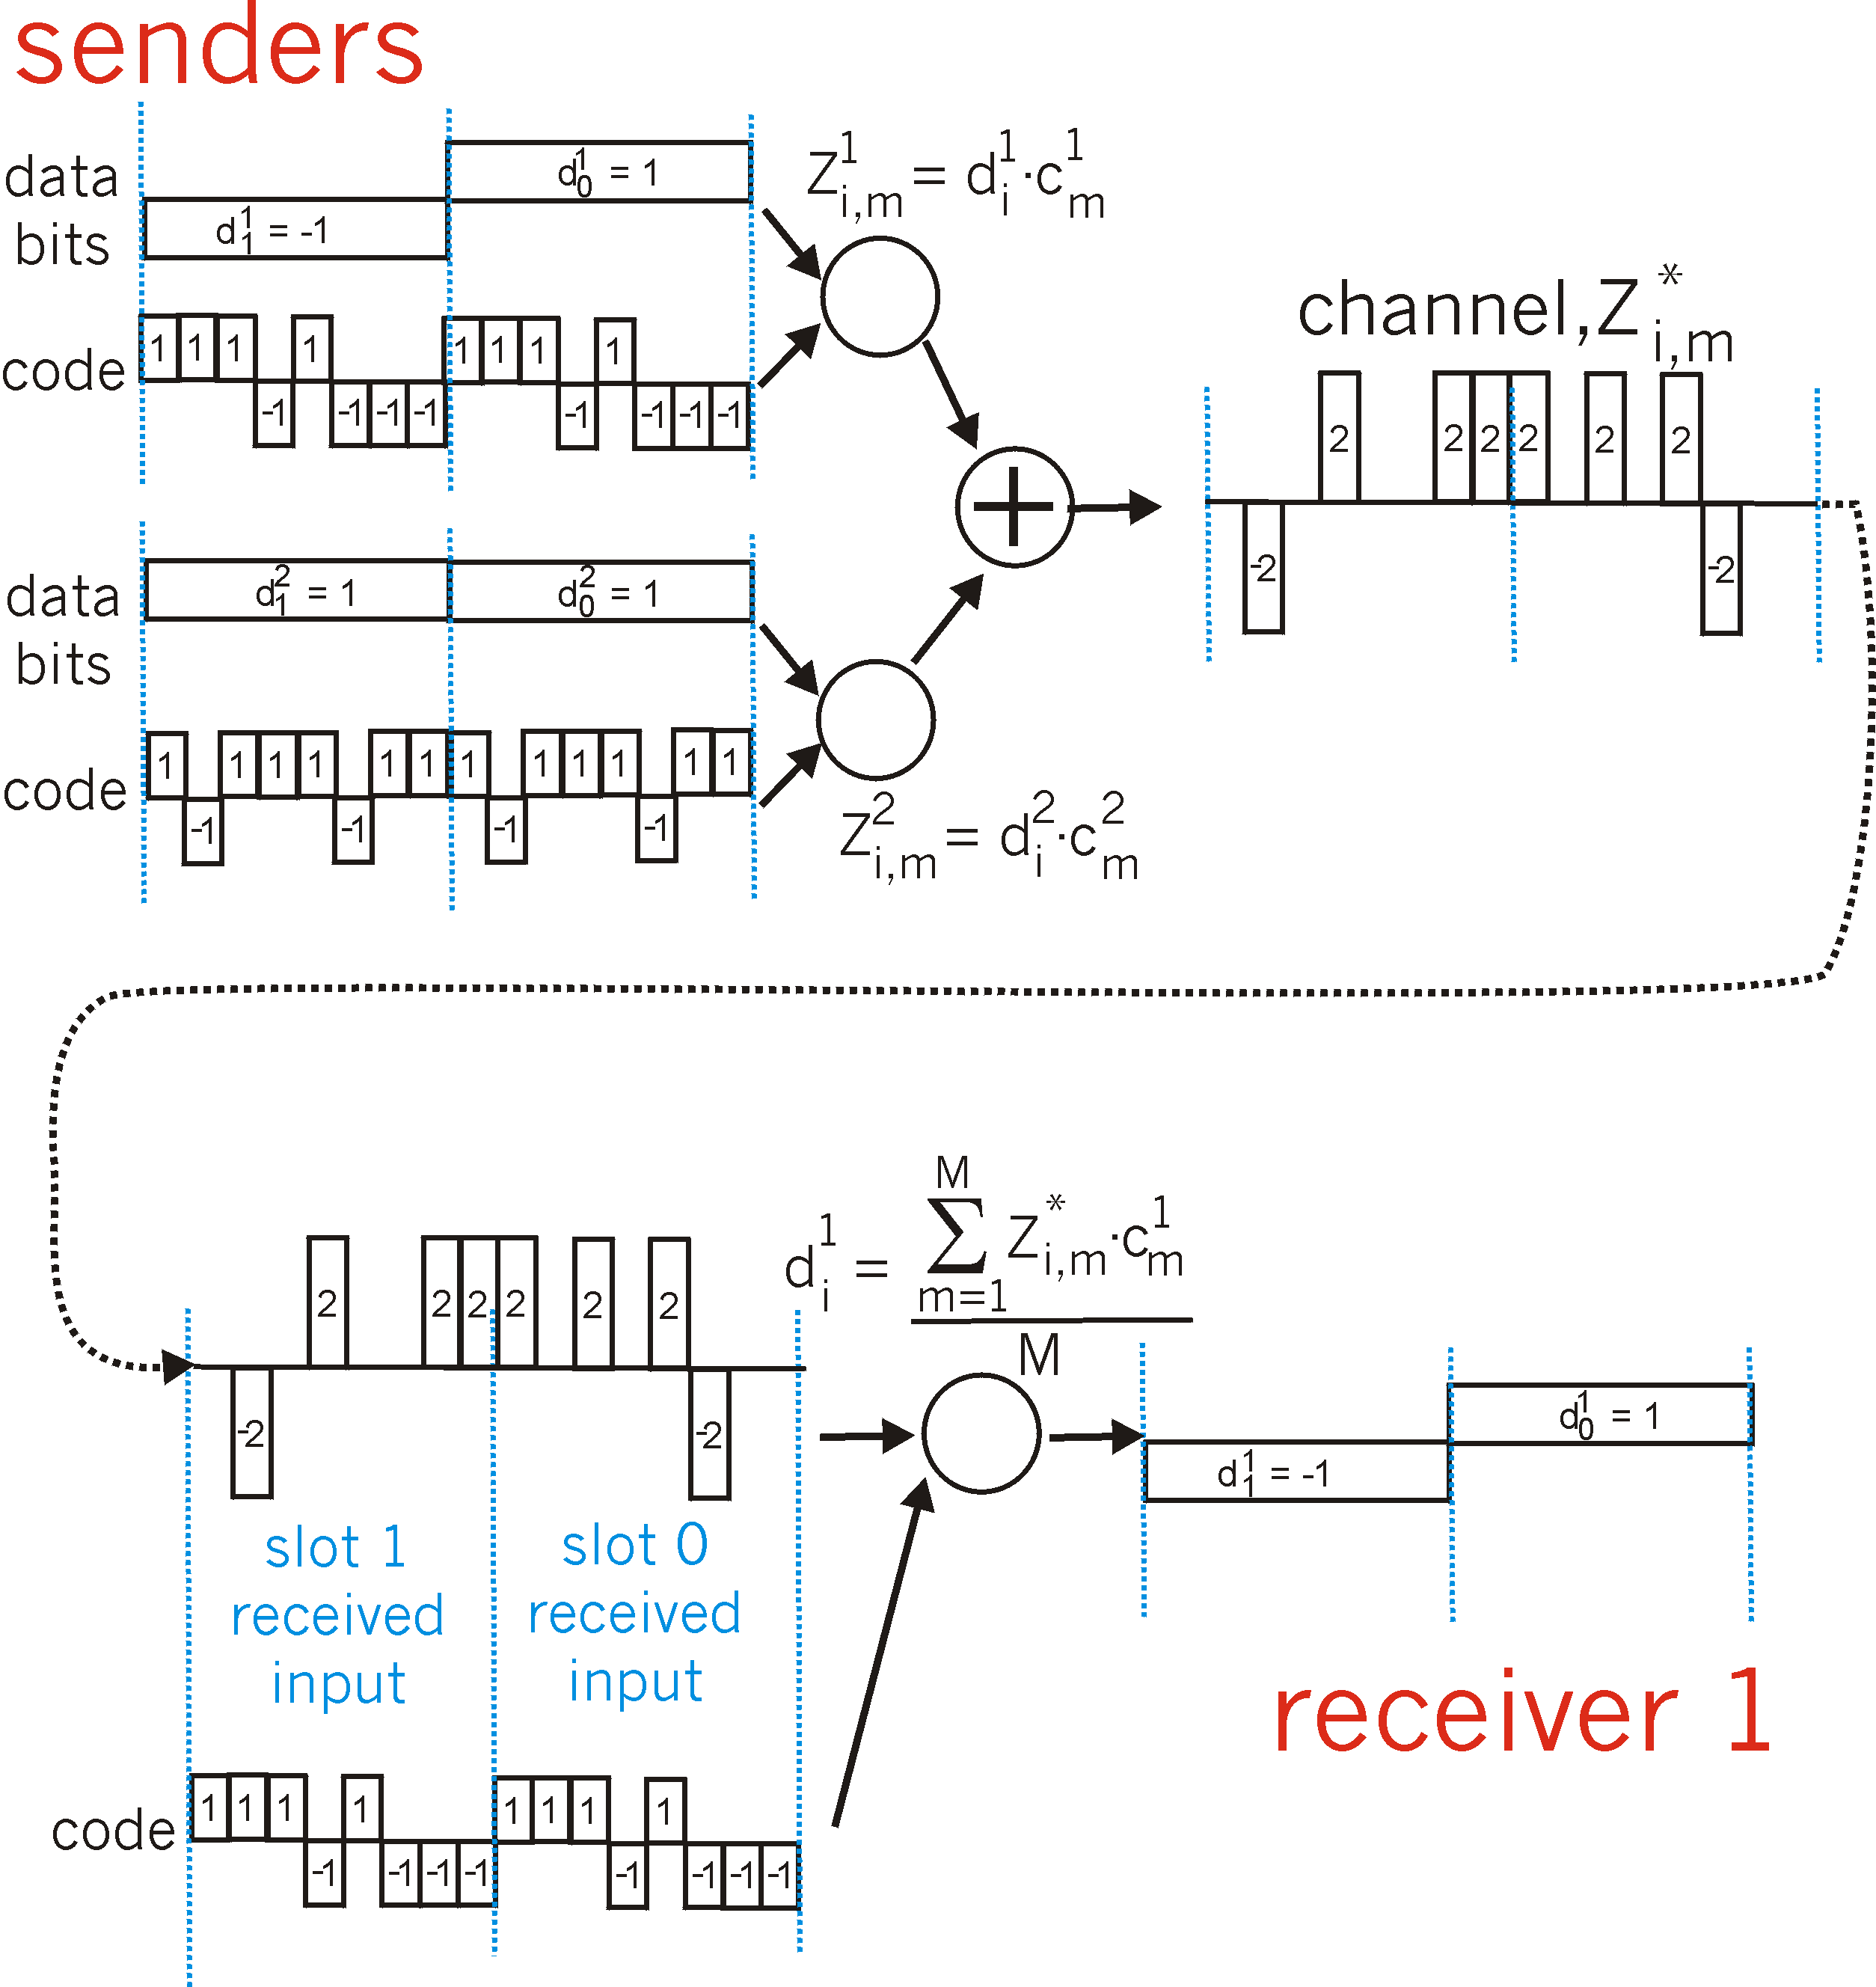 senders
data bits
d₁¹ = -1
d₀¹ = 1
code
1 1 1 -1 1 -1 -1 -1 1 1 1 -1 1 -1 -1 -1
Z¹i,m = d¹i·c¹m
data bits
d₁² = 1
d₀² = 1
code
1 -1 1 1 1 -1 1 1 1 -1 1 1 1 -1 1 1
Z²i,m = d²i·c²m
+
channel, Z*i,m
-2 2 2 2 2 2 2 -2
-2 2 2 2 2 2 2 -2
slot 1 received input
slot 0 received input
code
1 1 1 -1 1 -1 -1 -1 1 1 1 -1 1 -1 -1 -1
d¹i = ∑ M m=1 Z*i,m·c¹m
M
d₁¹ = -1
d₀¹ = 1
receiver 1